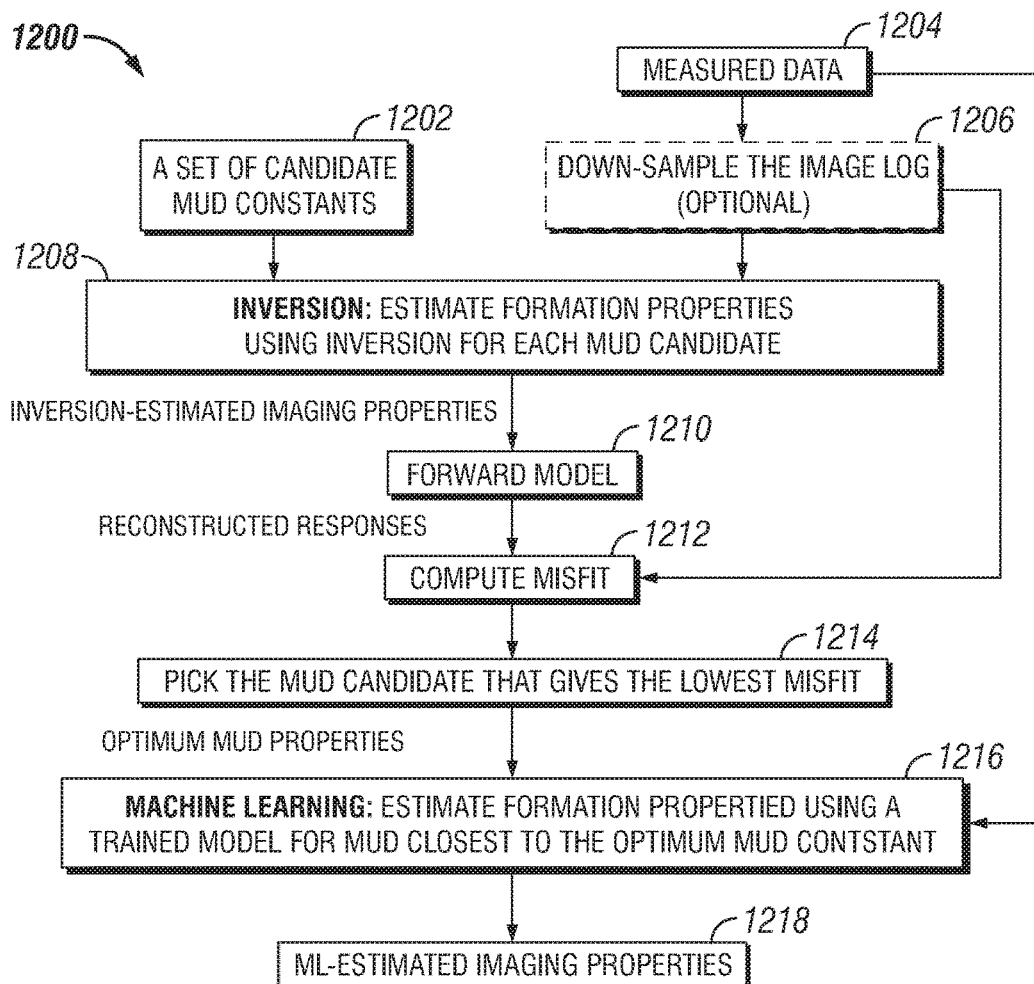 1200
1204
MEASURED DATA
1202
A SET OF CANDIDATE
MUD CONSTANTS
1206
DOWN-SAMPLE THE IMAGE LOG
(OPTIONAL)
1208
INVERSION: ESTIMATE FORMATION PROPERTIES
USING INVERSION FOR EACH MUD CANDIDATE
INVERSION-ESTIMATED IMAGING PROPERTIES
1210
FORWARD MODEL
RECONSTRUCTED RESPONSES
1212
COMPUTE MISFIT
1214
PICK THE MUD CANDIDATE THAT GIVES THE LOWEST MISFIT
OPTIMUM MUD PROPERTIES
1216
MACHINE LEARNING: ESTIMATE FORMATION PROPERTIED USING A
TRAINED MODEL FOR MUD CLOSEST TO THE OPTIMUM MUD CONTSTANT
1218
ML-ESTIMATED IMAGING PROPERTIES